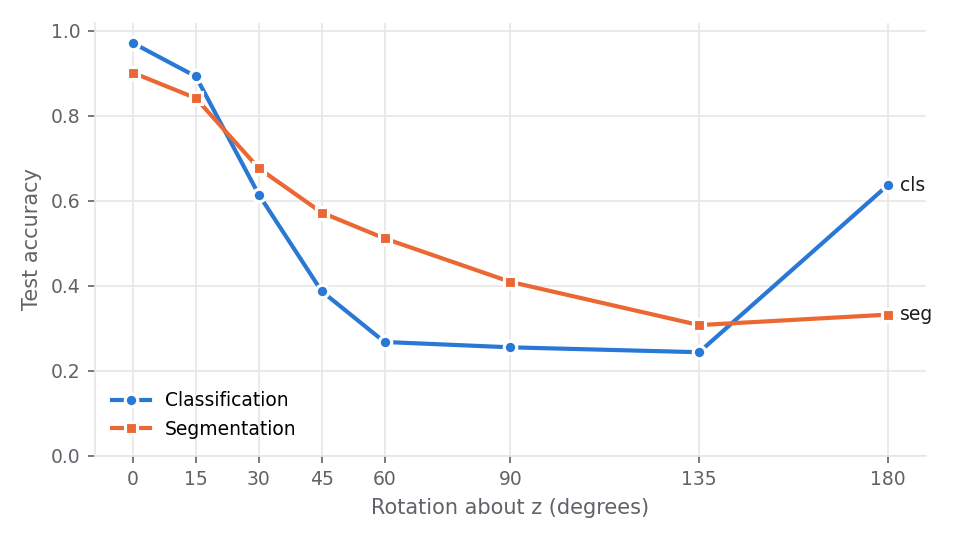 1.0
0.8
0.6
0.4
0.2
0.0
Test accuracy
cls
seg
Classification
Segmentation
0 15 30 45 60 90 135 180
Rotation about z (degrees)